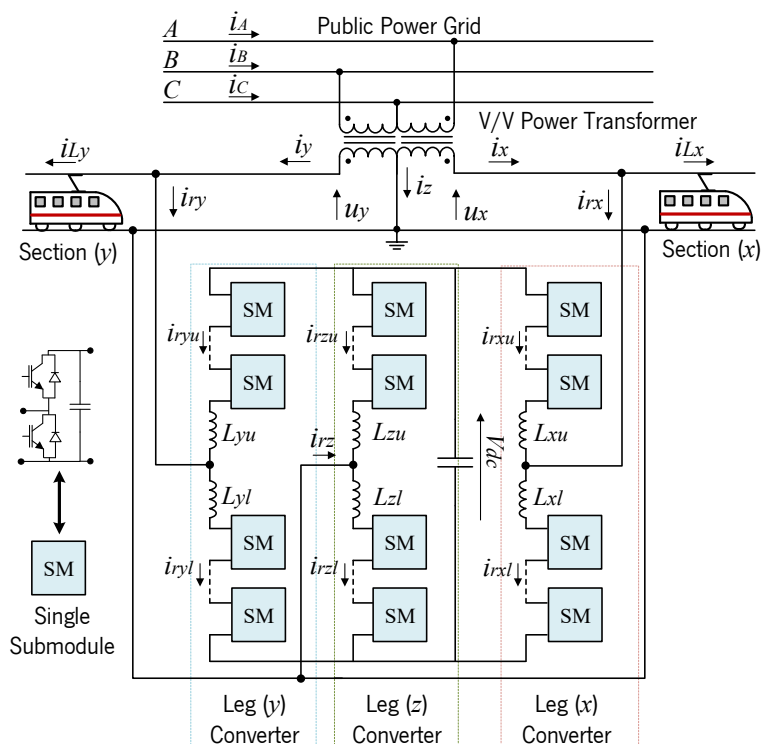 Public Power Grid
A
iA
B
iB
C
iC
V/V Power Transformer
iLy
iy
ix
iLx
iry
iz
irx
uy
ux
Section (y)
Section (x)
SM
SM
SM
iryu
irzu
irxu
SM
SM
SM
Lyu
Lzu
Lxu
irz
Vdc
Lyl
Lzl
Lxl
SM
SM
SM
SM
iryl
irzl
irxl
SM
SM
SM
Single
Submodule
Leg (y)
Converter
Leg (z)
Converter
Leg (x)
Converter